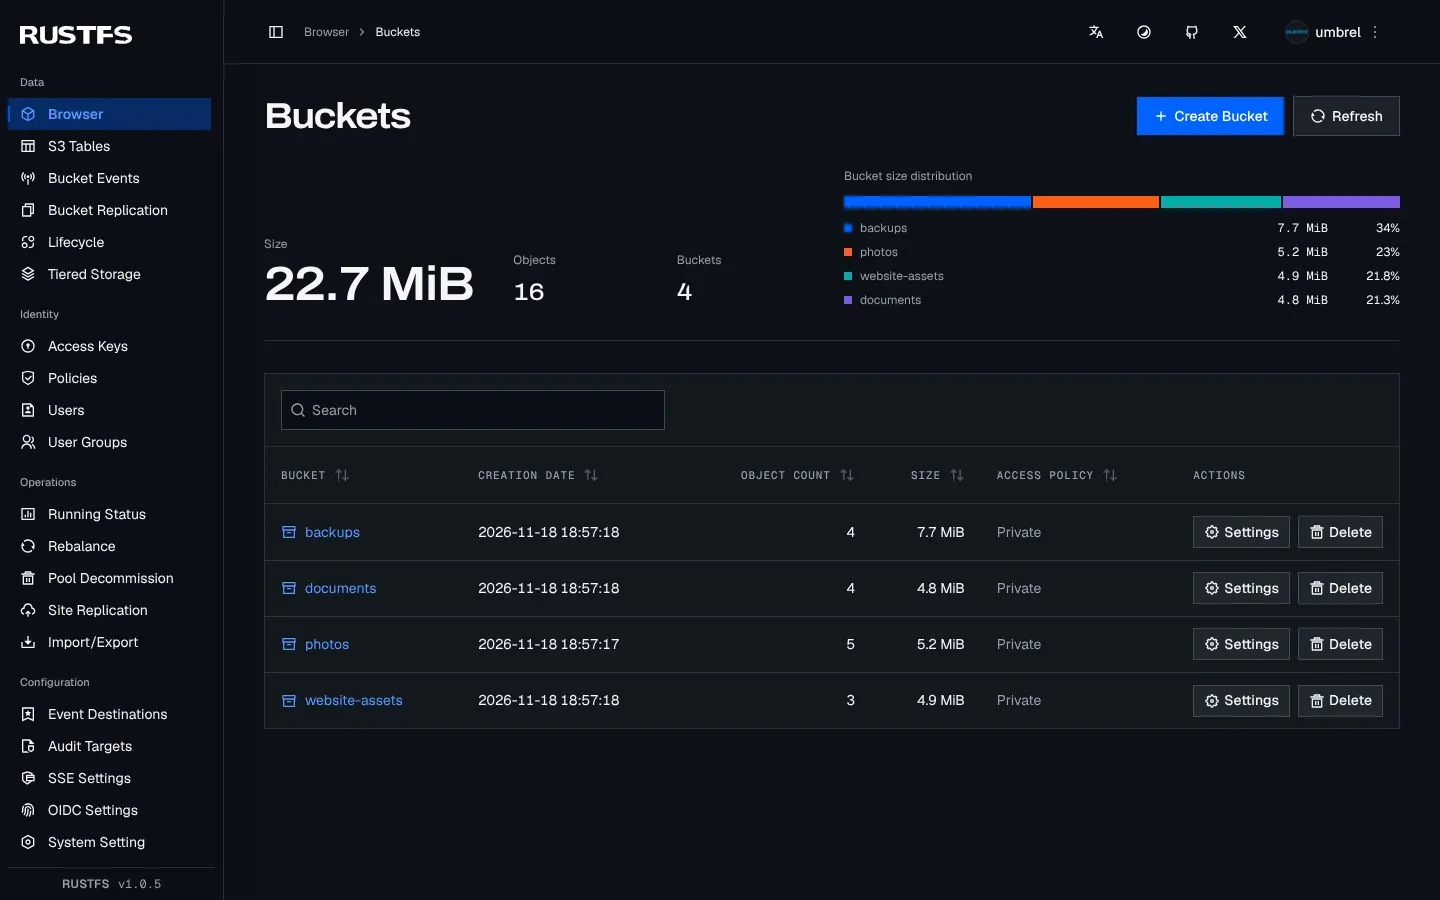 RUSTFS
Data
Browser
S3 Tables
Bucket Events
Bucket Replication
Lifecycle
Tiered Storage
Identity
Access Keys
Policies
Users
User Groups
Operations
Running Status
Rebalance
Pool Decommission
Site Replication
Import/Export
Configuration
Event Destinations
Audit Targets
SSE Settings
OIDC Settings
System Setting
RUSTFS v1.0.5
Browser > Buckets
umbrel
Buckets
+ Create Bucket
Refresh
Size
22.7 MiB
Objects
16
Buckets
4
Bucket size distribution
backups 7.7 MiB 34%
photos 5.2 MiB 23%
website-assets 4.9 MiB 21.8%
documents 4.8 MiB 21.3%
Search
BUCKET CREATION DATE OBJECT COUNT SIZE ACCESS POLICY ACTIONS
backups 2026-11-18 18:57:18 4 7.7 MiB Private Settings Delete
documents 2026-11-18 18:57:18 4 4.8 MiB Private Settings Delete
photos 2026-11-18 18:57:17 5 5.2 MiB Private Settings Delete
website-assets 2026-11-18 18:57:18 3 4.9 MiB Private Settings Delete